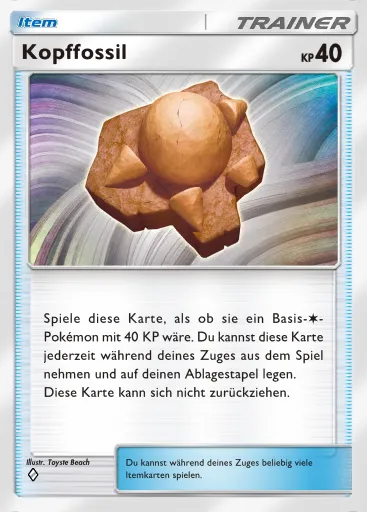 Item
TRAINER
Kopffossil
KP40
Spiele diese Karte, als ob sie ein Basis-✶-
Pokémon mit 40 KP wäre. Du kannst diese Karte
jederzeit während deines Zuges aus dem Spiel
nehmen und auf deinen Ablagestapel legen.
Diese Karte kann sich nicht zurückziehen.
Illustr. Toyste Beach
Du kannst während deines Zuges beliebig viele
Itemkarten spielen.